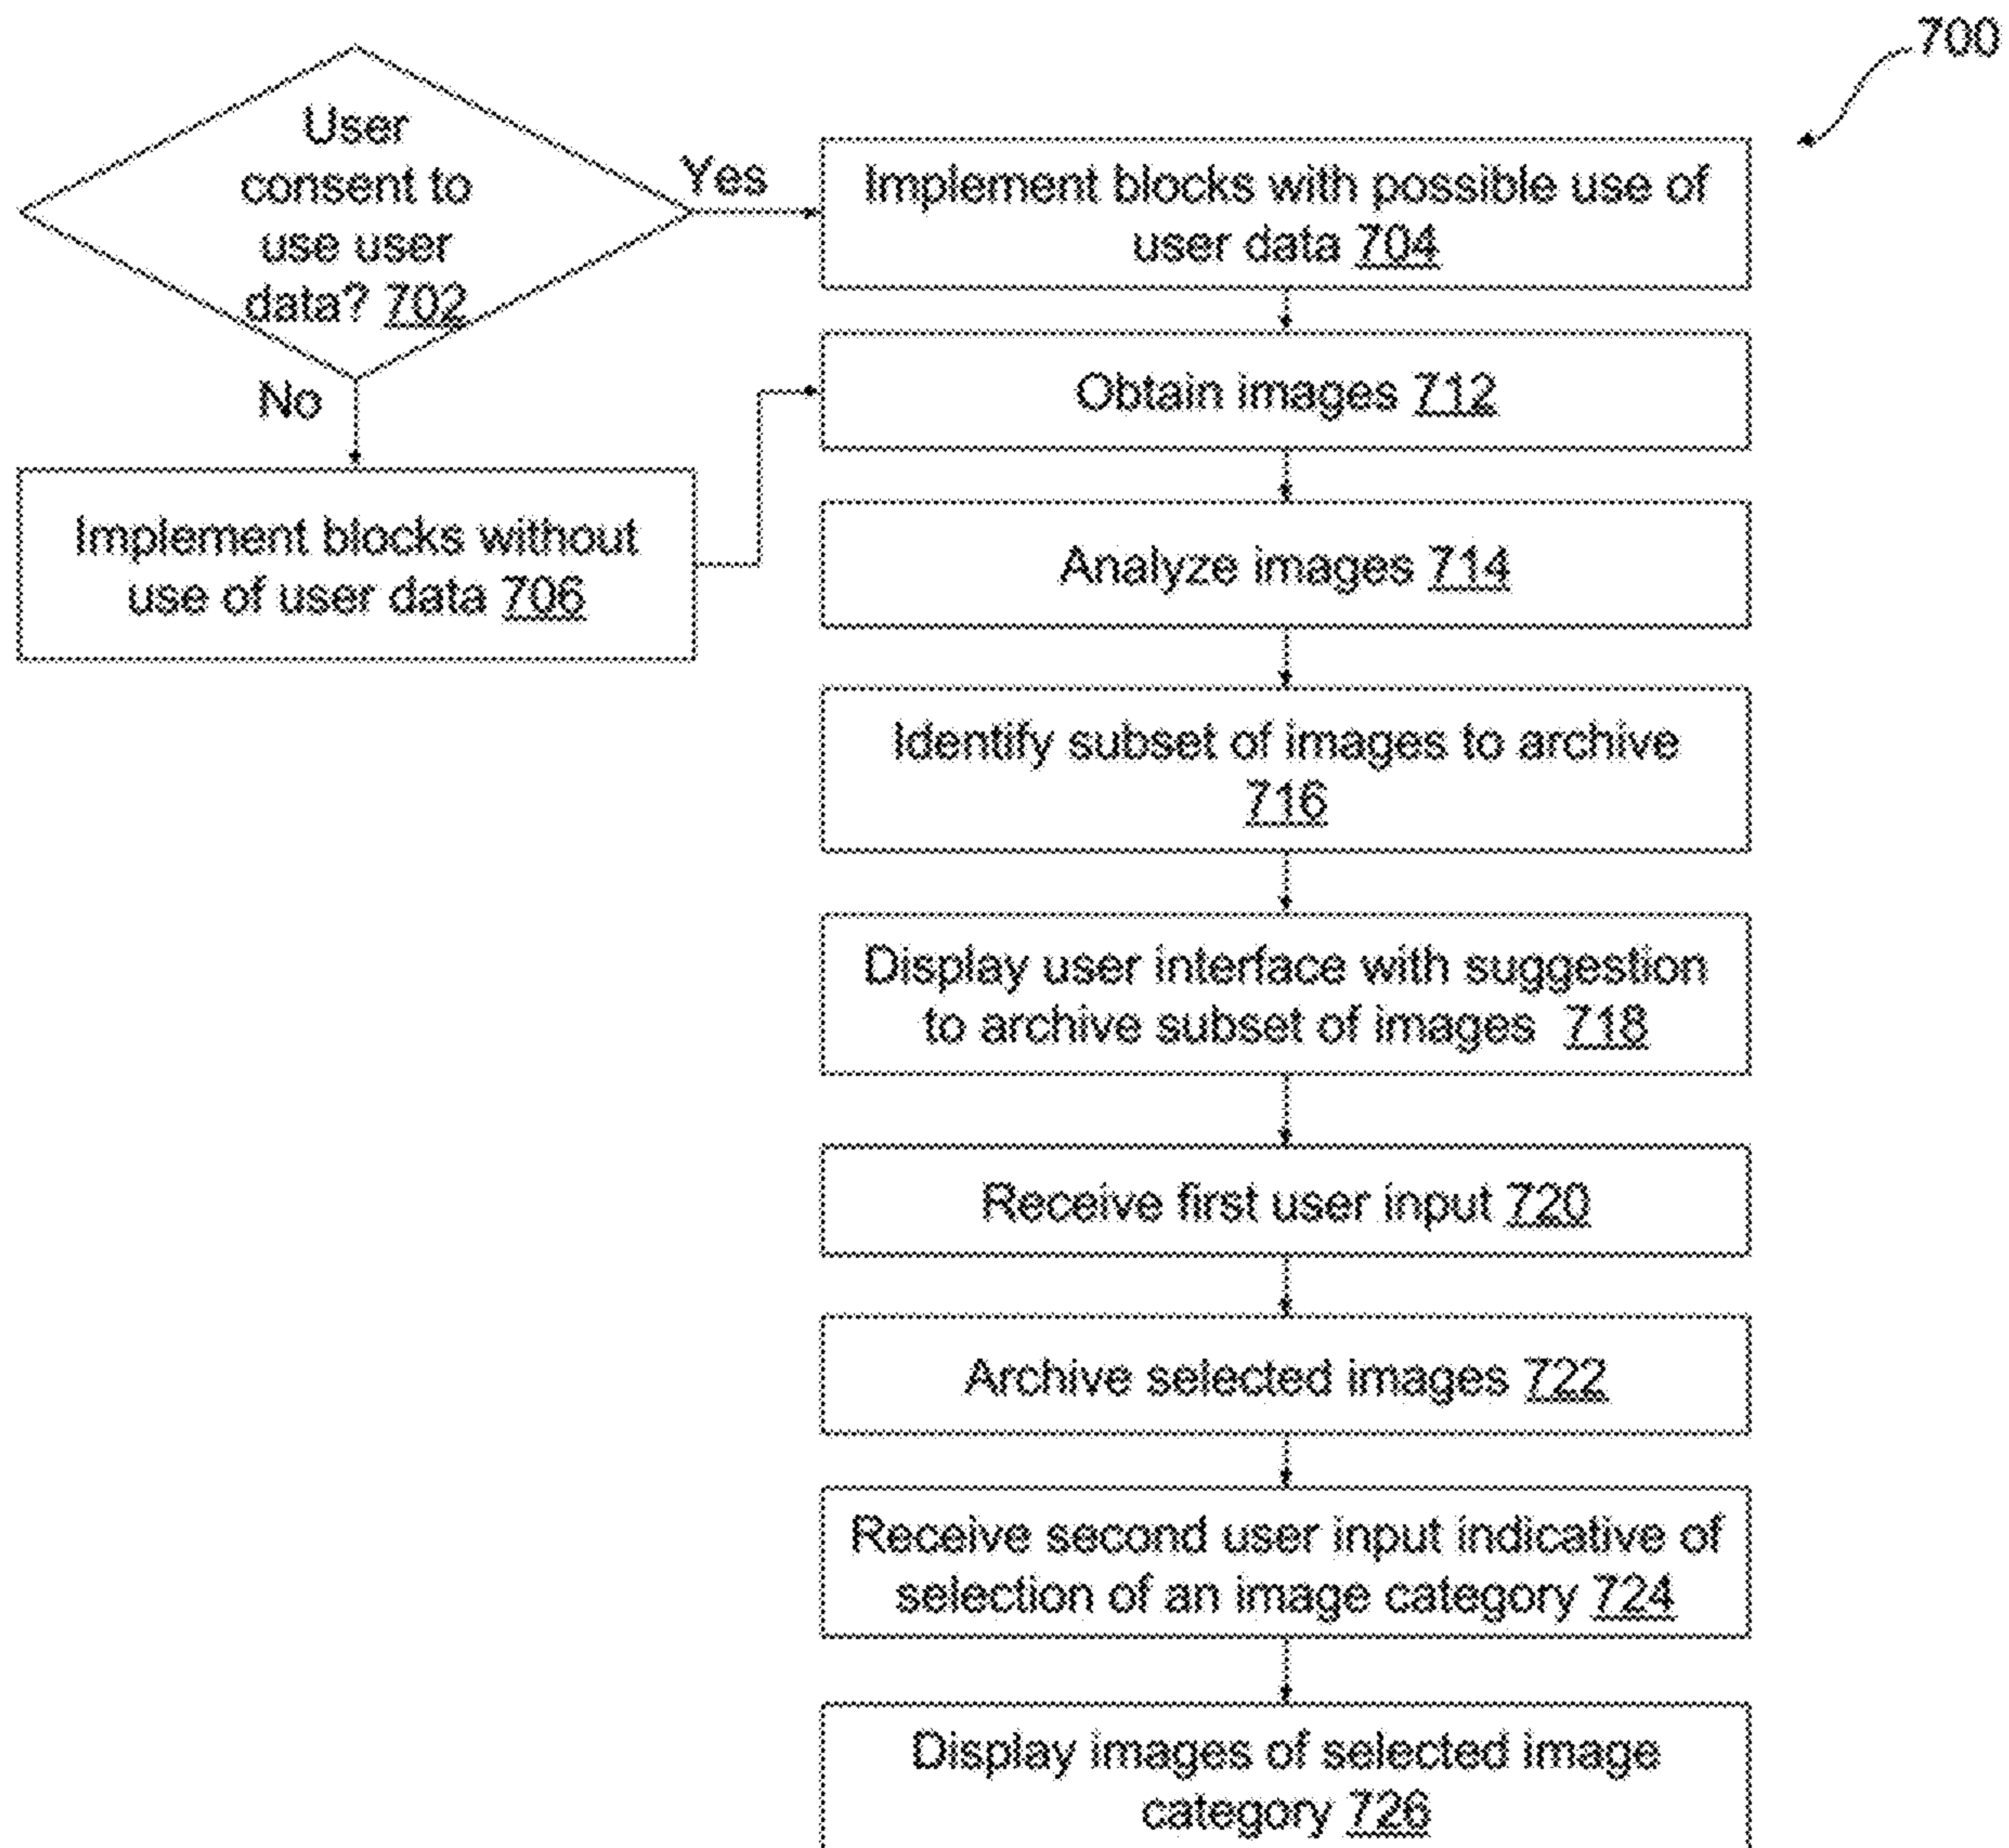 700
User
consent to
use user
data? 702
Yes
No
Implement blocks with possible use of
user data 704
Implement blocks without
use of user data 706
Obtain images 712
Analyze images 714
Identify subset of images to archive
716
Display user interface with suggestion
to archive subset of images 718
Receive first user input 720
Archive selected images 722
Receive second user input indicative of
selection of an image category 724
Display images of selected image
category 726